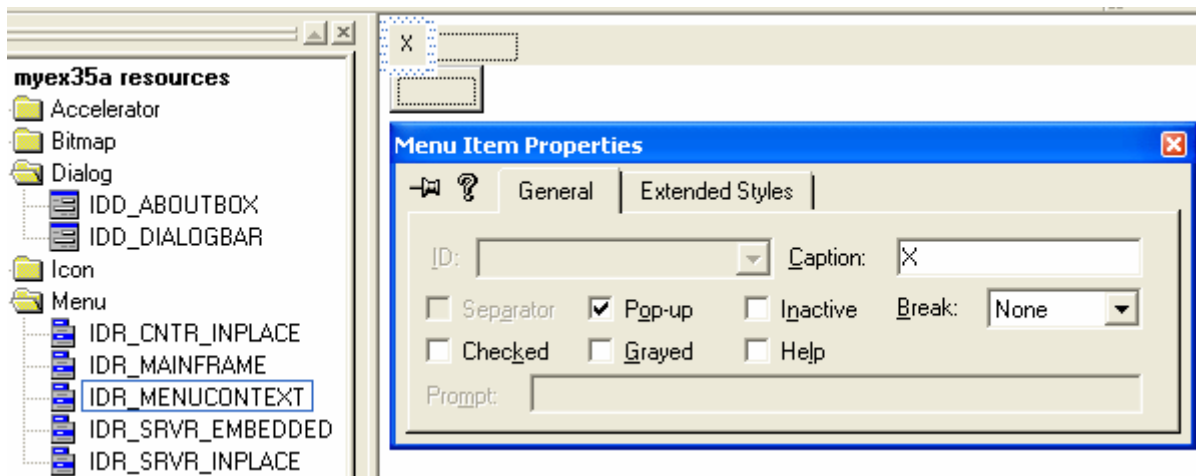 myex35a resources
Accelerator
Bitmap
Dialog
IDD_ABOUTBOX
IDD_DIALOGBAR
Icon
Menu
IDR_CNTR_INPLACE
IDR_MAINFRAME
IDR_MENUCONTEXT
IDR_SRVR_EMBEDDED
IDR_SRVR_INPLACE
X
Menu Item Properties
General Extended Styles
ID: Caption: X
Separator Pop-up Inactive Break: None
Checked Grayed Help
Prompt: